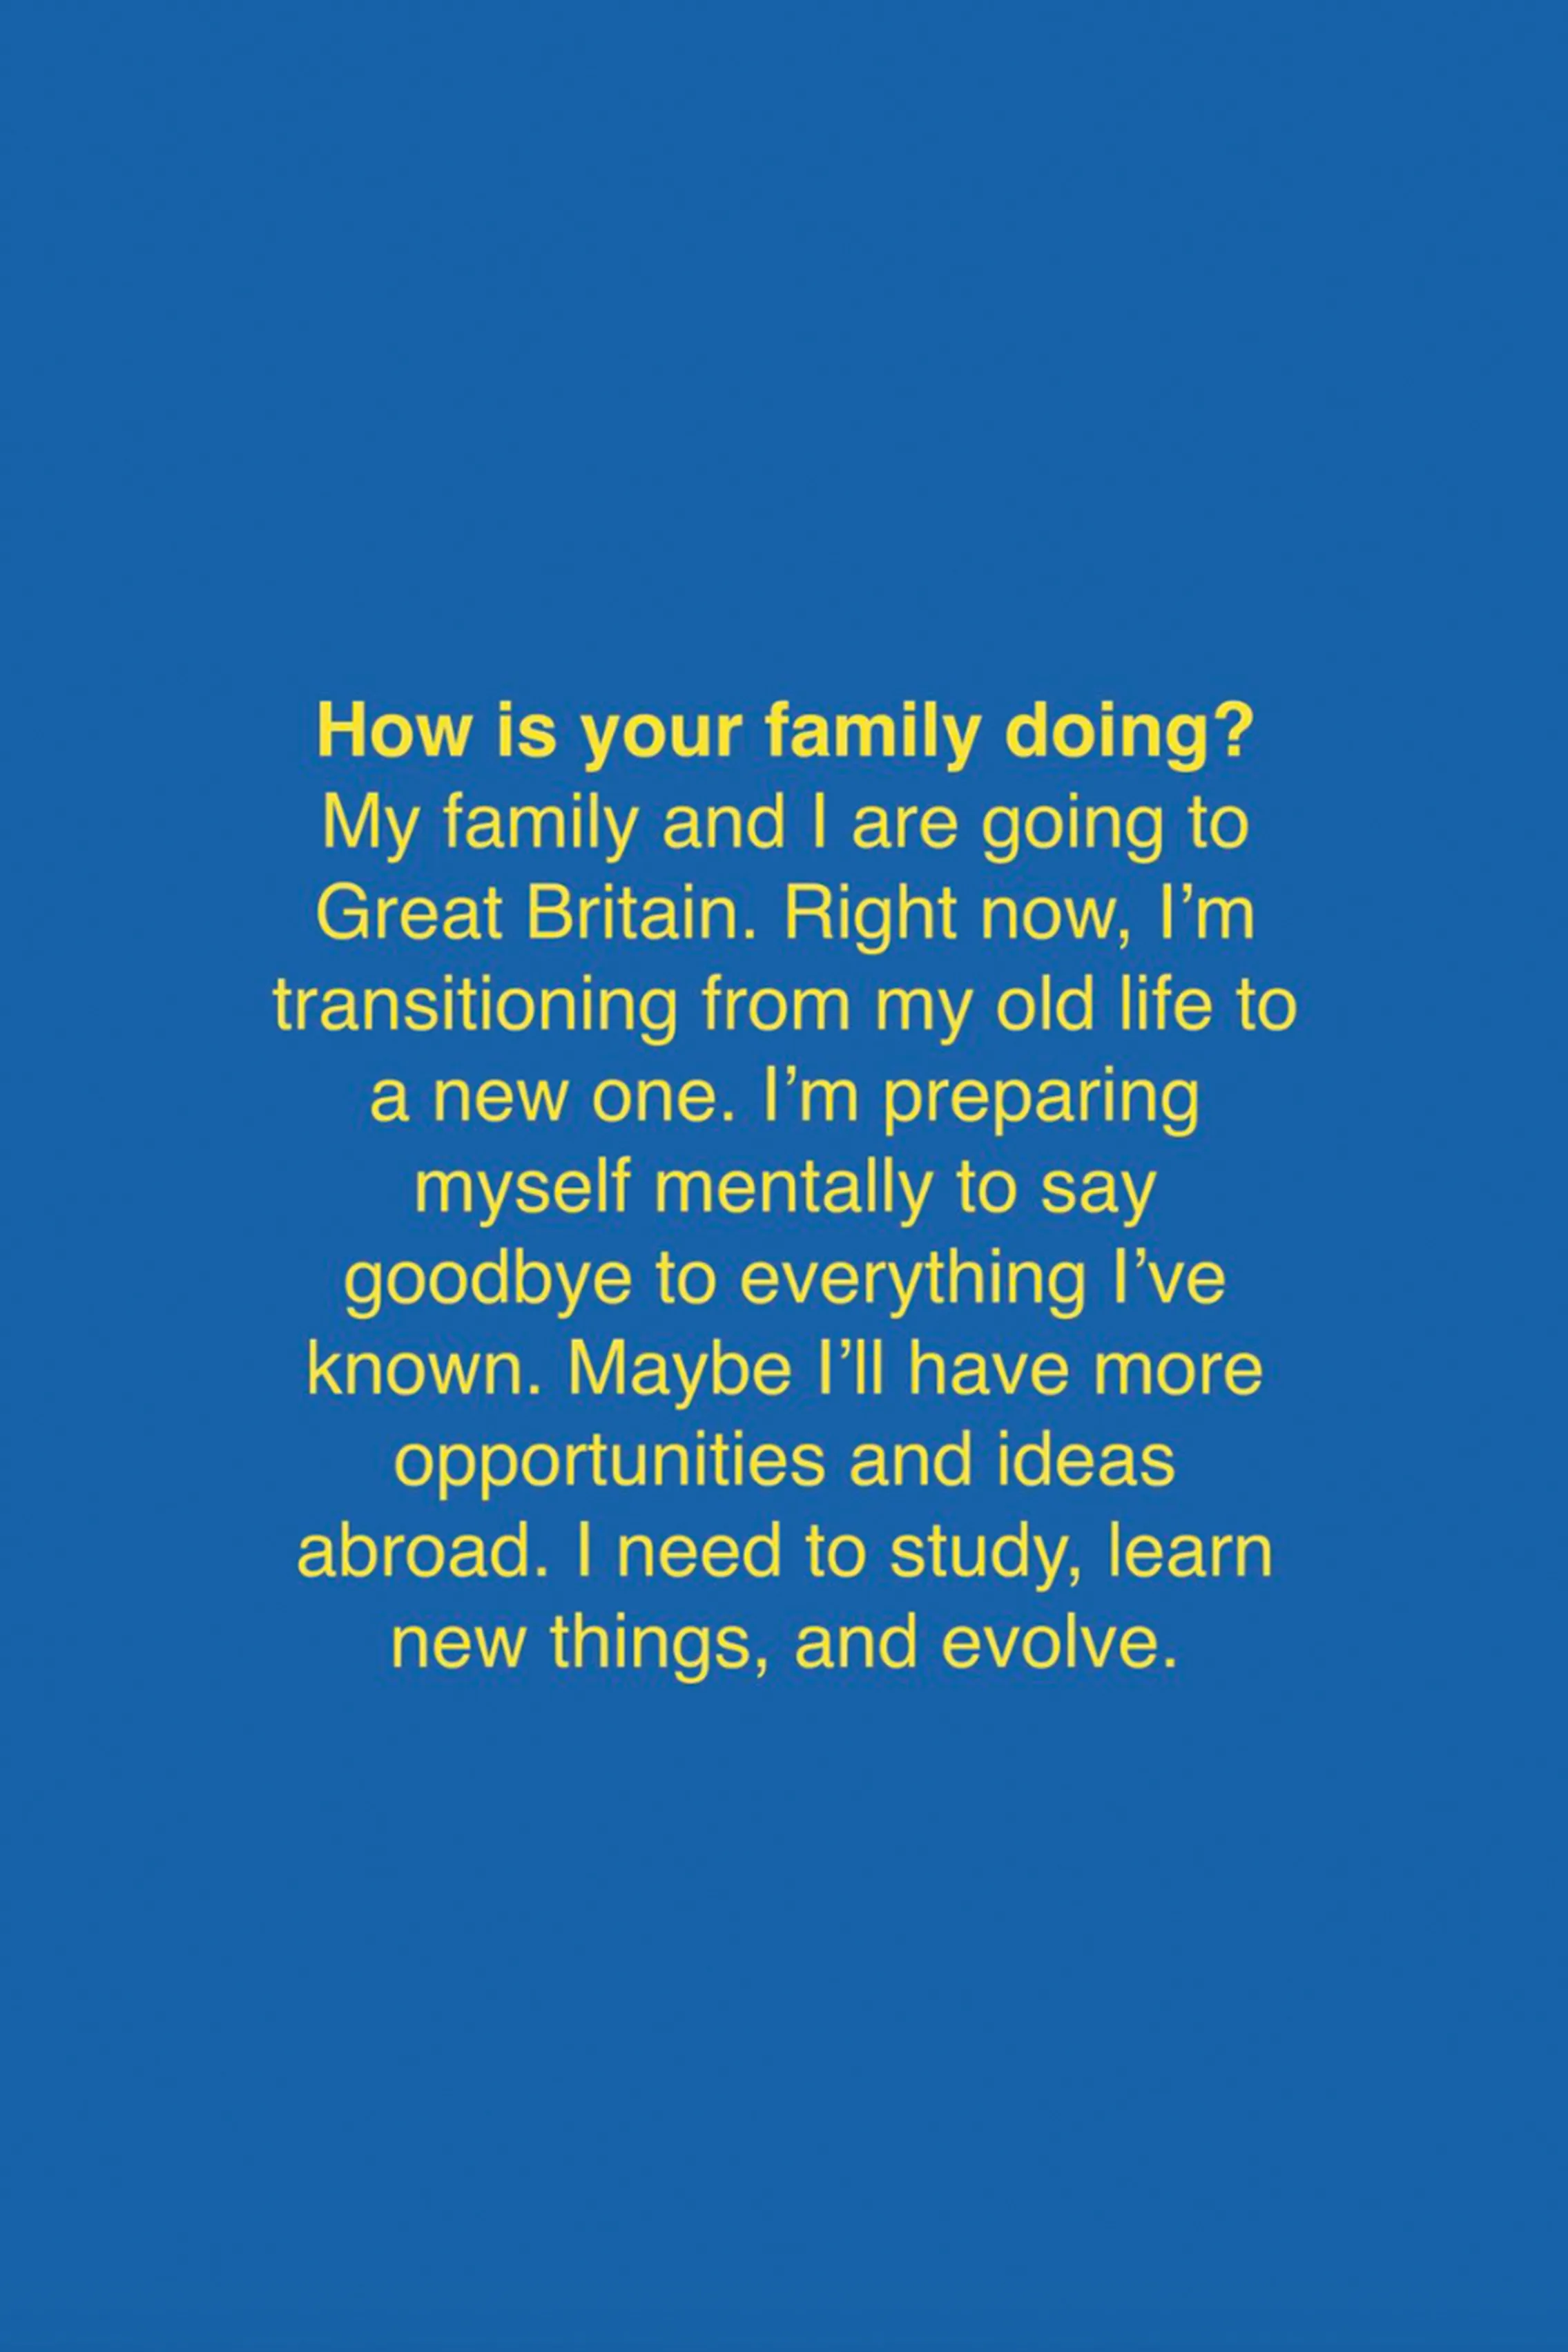 How is your family doing?
My family and I are going to
Great Britain. Right now, I’m
transitioning from my old life to
a new one. I’m preparing
myself mentally to say
goodbye to everything I’ve
known. Maybe I’ll have more
opportunities and ideas
abroad. I need to study, learn
new things, and evolve.